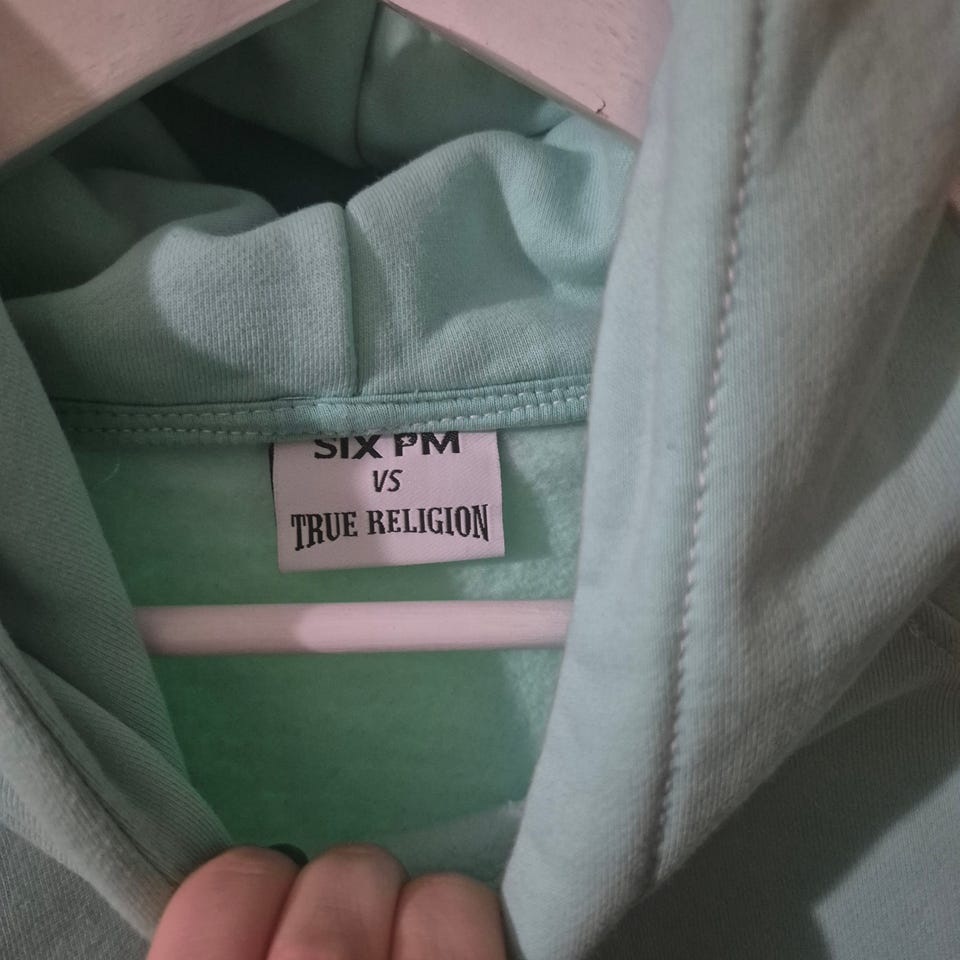 SIX PM
VS
TRUE RELIGION